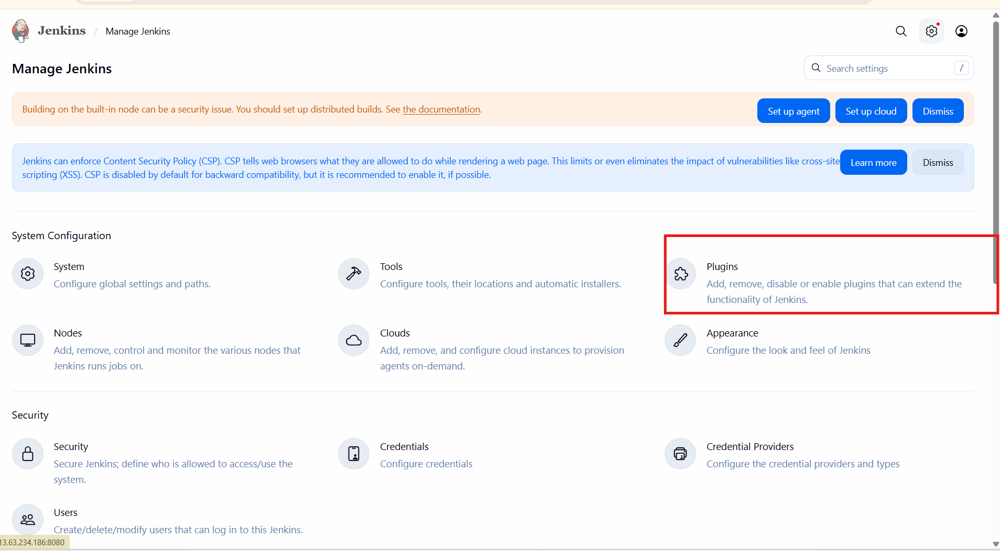 Jenkins / Manage Jenkins
Manage Jenkins
Search settings /
Building on the built-in node can be a security issue. You should set up distributed builds. See the documentation.
Set up agent
Set up cloud
Dismiss
Jenkins can enforce Content Security Policy (CSP). CSP tells web browsers what they are allowed to do while rendering a web page. This limits or even eliminates the impact of vulnerabilities like cross-site
scripting (XSS). CSP is disabled by default for backward compatibility, but it is recommended to enable it, if possible.
Learn more
Dismiss
System Configuration
System
Configure global settings and paths.
Tools
Configure tools, their locations and automatic installers.
Plugins
Add, remove, disable or enable plugins that can extend the
functionality of Jenkins.
Nodes
Add, remove, control and monitor the various nodes that
Jenkins runs jobs on.
Clouds
Add, remove, and configure cloud instances to provision
agents on-demand.
Appearance
Configure the look and feel of Jenkins
Security
Security
Secure Jenkins; define who is allowed to access/use the
system.
Credentials
Configure credentials
Credential Providers
Configure the credential providers and types
Users
Create/delete/modify users that can log in to this Jenkins.
13.63.234.186:8080